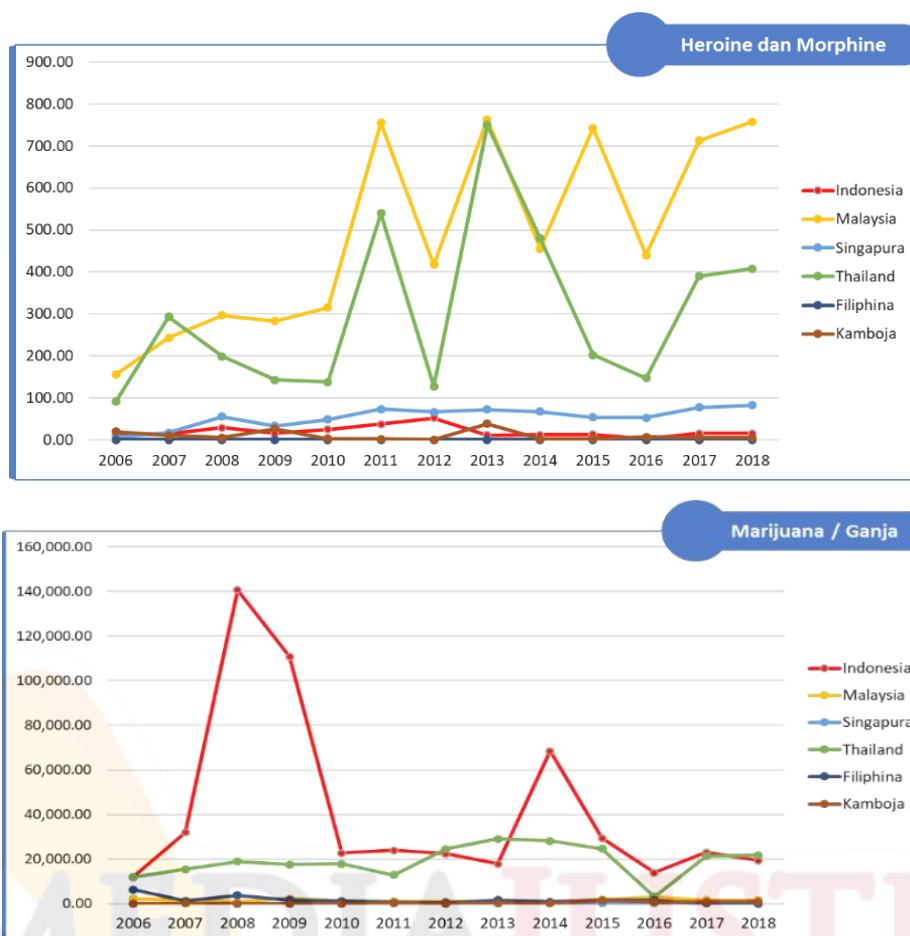 Heroine dan Morphine
900.00
800.00
700.00
600.00
500.00
400.00
300.00
200.00
100.00
0.00
2006 2007 2008 2009 2010 2011 2012 2013 2014 2015 2016 2017 2018
Indonesia
Malaysia
Singapura
Thailand
Filiphina
Kamboja
Marijuana / Ganja
160,000.00
140,000.00
120,000.00
100,000.00
80,000.00
60,000.00
40,000.00
20,000.00
0.00
2006 2007 2008 2009 2010 2011 2012 2013 2014 2015 2016 2017 2018
Indonesia
Malaysia
Singapura
Thailand
Filiphina
Kamboja